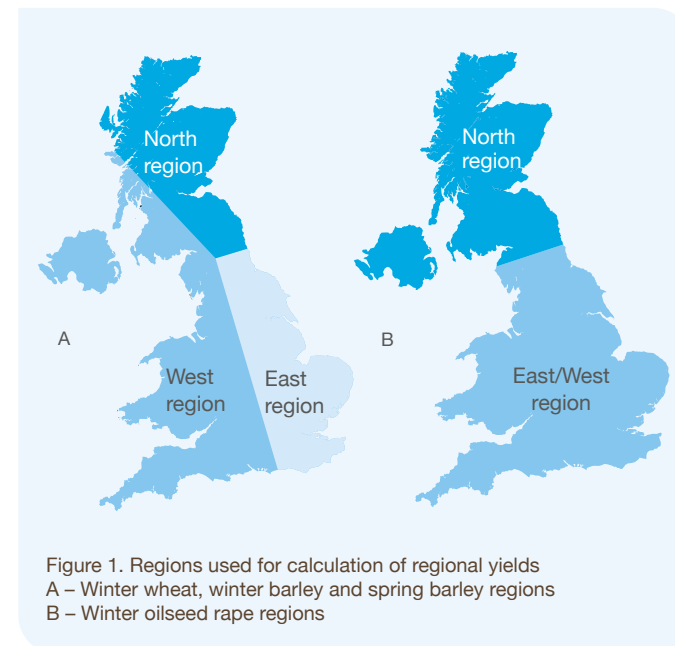 North
region
North
region
A
B
West
region
East
region
East/West
region
Figure 1. Regions used for calculation of regional yields
A – Winter wheat, winter barley and spring barley regions
B – Winter oilseed rape regions